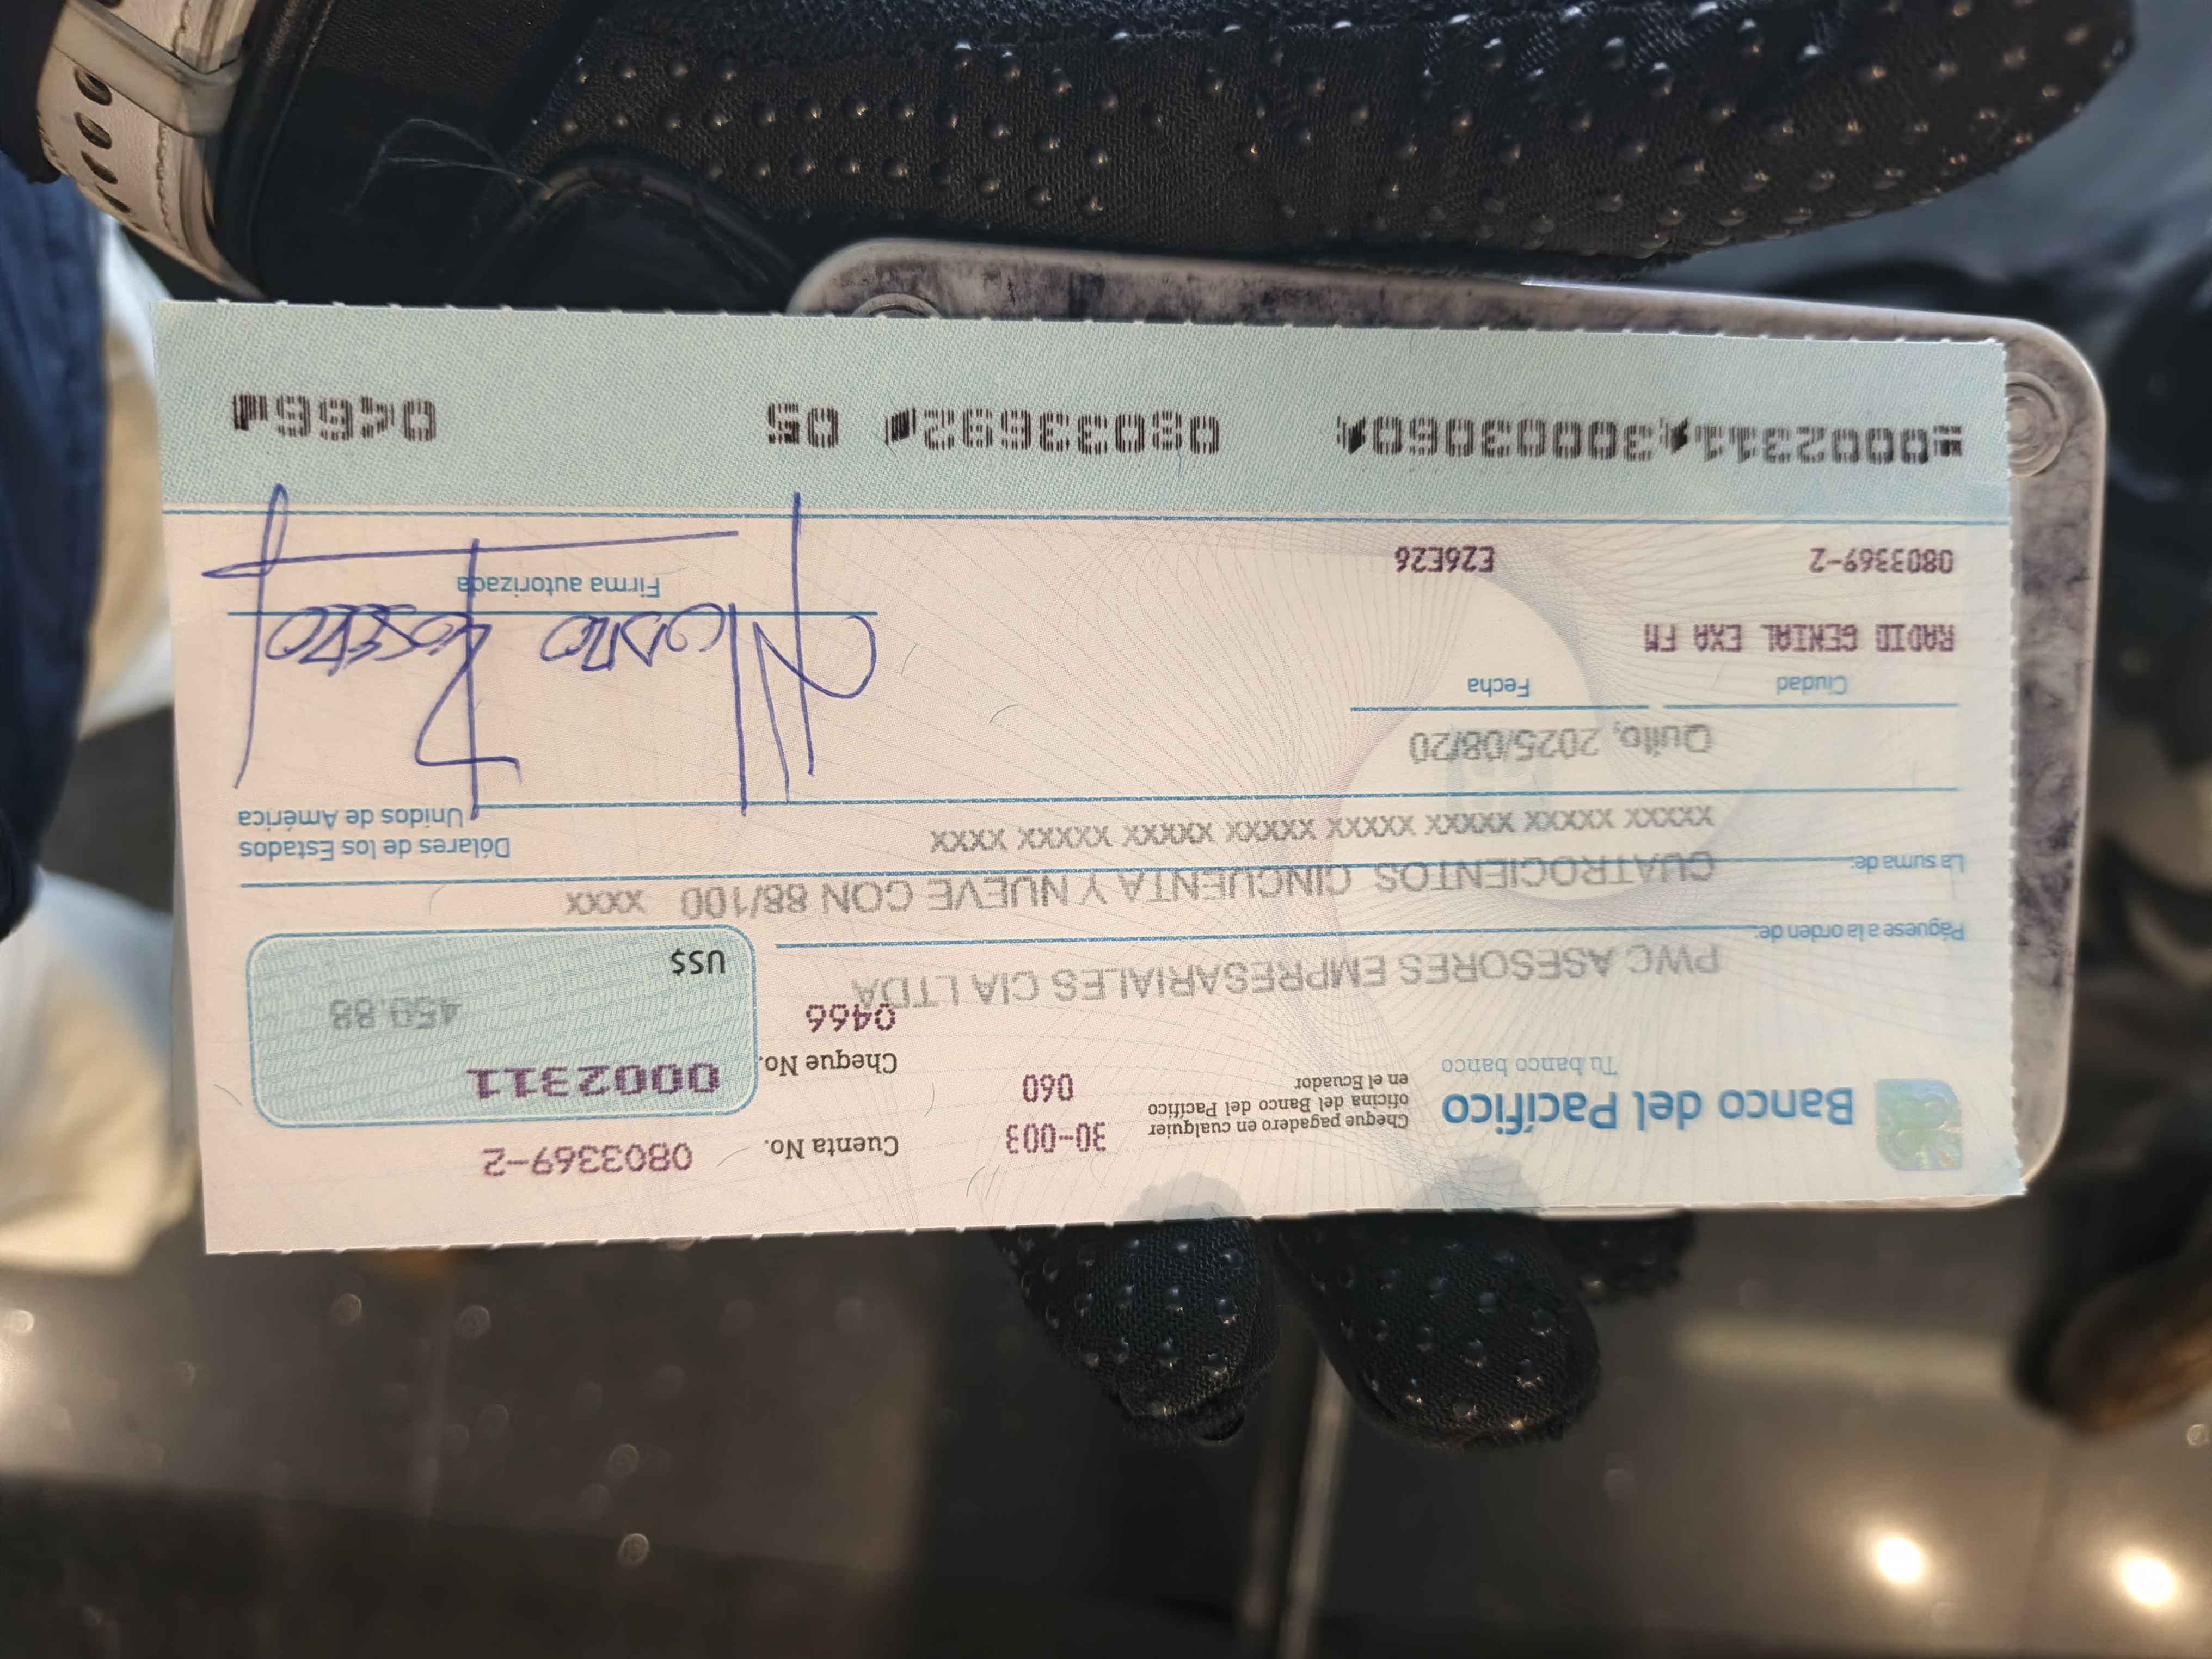 Banco del Pacífico
Tu banco banco
Cheque pagadero en cualquier
oficina del Banco del Pacífico
en el Ecuador
30-003
060
Cuenta No. 0803369-2
Cheque No. 0002311
0466
459.88
US$
PWC ASESORES EMPRESARIALES CIA LTDA
Páguese a la orden de:
CUATROCIENTOS CINCUENTA Y NUEVE CON 88/100 XXXX
La suma de:
XXXXX XXXXX XXXXX XXXXX XXXXX XXXXX XXXXX XXXX
Dólares de los Estados
Unidos de América
Quito, 2025/08/20
Ciudad Fecha
RADIO GENIAL EXA FM
Firma autorizada
0803369-2 E26E26
0002311 30003060 08033692 05 0466